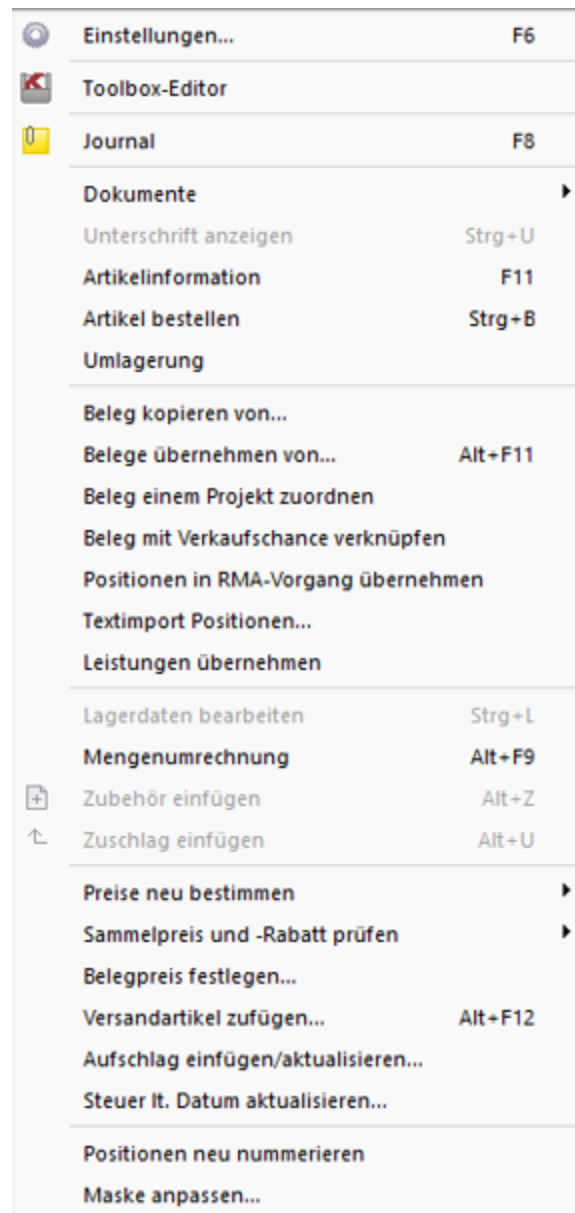 Einstellungen... F6
Toolbox-Editor
Journal F8
Dokumente
Unterschrift anzeigen Strg+U
Artikelinformation F11
Artikel bestellen Strg+B
Umlagerung
Beleg kopieren von...
Belege übernehmen von... Alt+F11
Beleg einem Projekt zuordnen
Beleg mit Verkaufschance verknüpfen
Positionen in RMA-Vorgang übernehmen
Textimport Positionen...
Leistungen übernehmen
Lagerdaten bearbeiten Strg+L
Mengenumrechnung Alt+F9
Zubehör einfügen Alt+Z
Zuschlag einfügen Alt+U
Preise neu bestimmen
Sammelpreis und -Rabatt prüfen
Belegpreis festlegen...
Versandartikel zufügen... Alt+F12
Aufschlag einfügen/aktualisieren...
Steuer lt. Datum aktualisieren...
Positionen neu nummerieren
Maske anpassen...